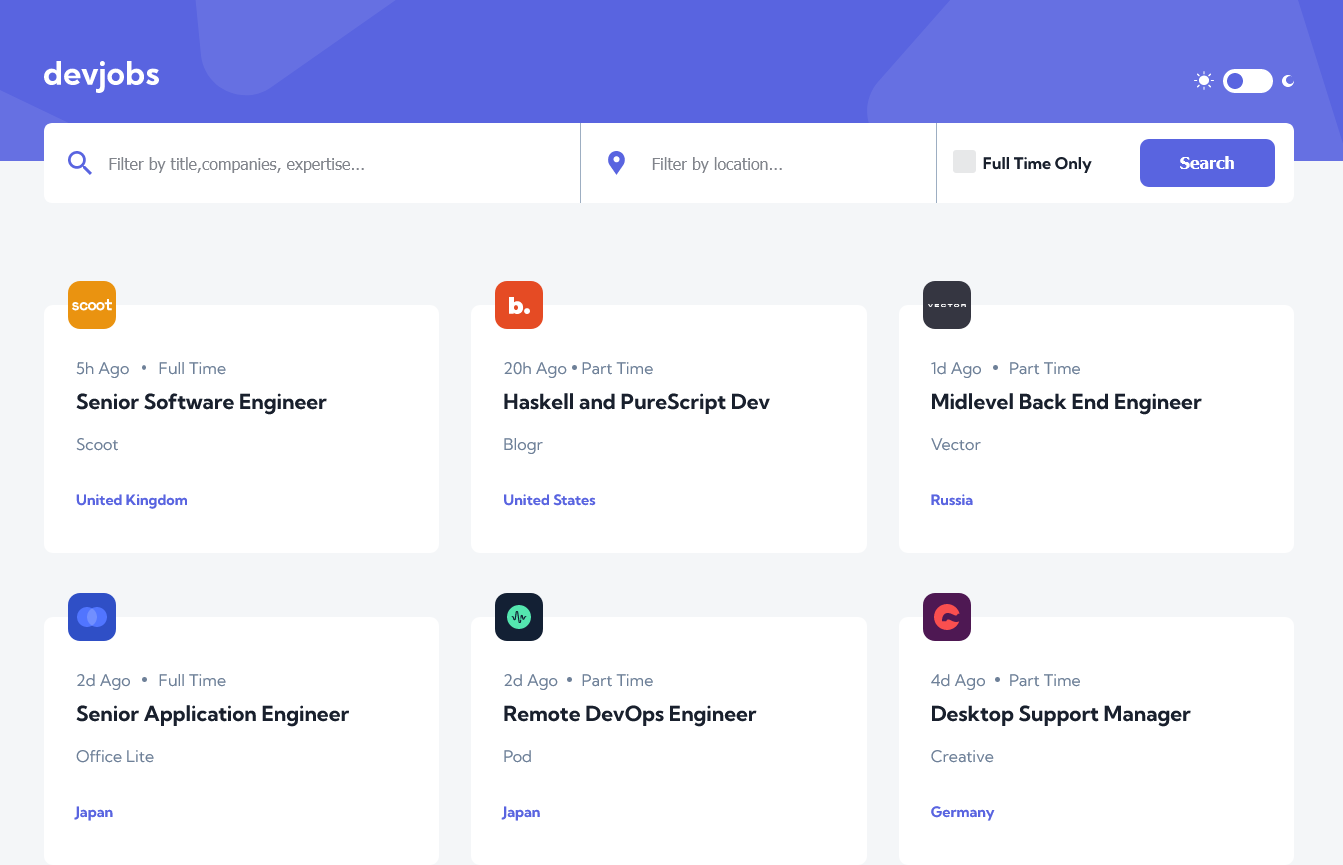 devjobs
Filter by title,companies, expertise...
Filter by location...
Full Time Only
Search
scoot
5h Ago • Full Time
Senior Software Engineer
Scoot
United Kingdom
b.
20h Ago • Part Time
Haskell and PureScript Dev
Blogr
United States
VECTOR
1d Ago • Part Time
Midlevel Back End Engineer
Vector
Russia
2d Ago • Full Time
Senior Application Engineer
Office Lite
Japan
2d Ago • Part Time
Remote DevOps Engineer
Pod
Japan
4d Ago • Part Time
Desktop Support Manager
Creative
Germany